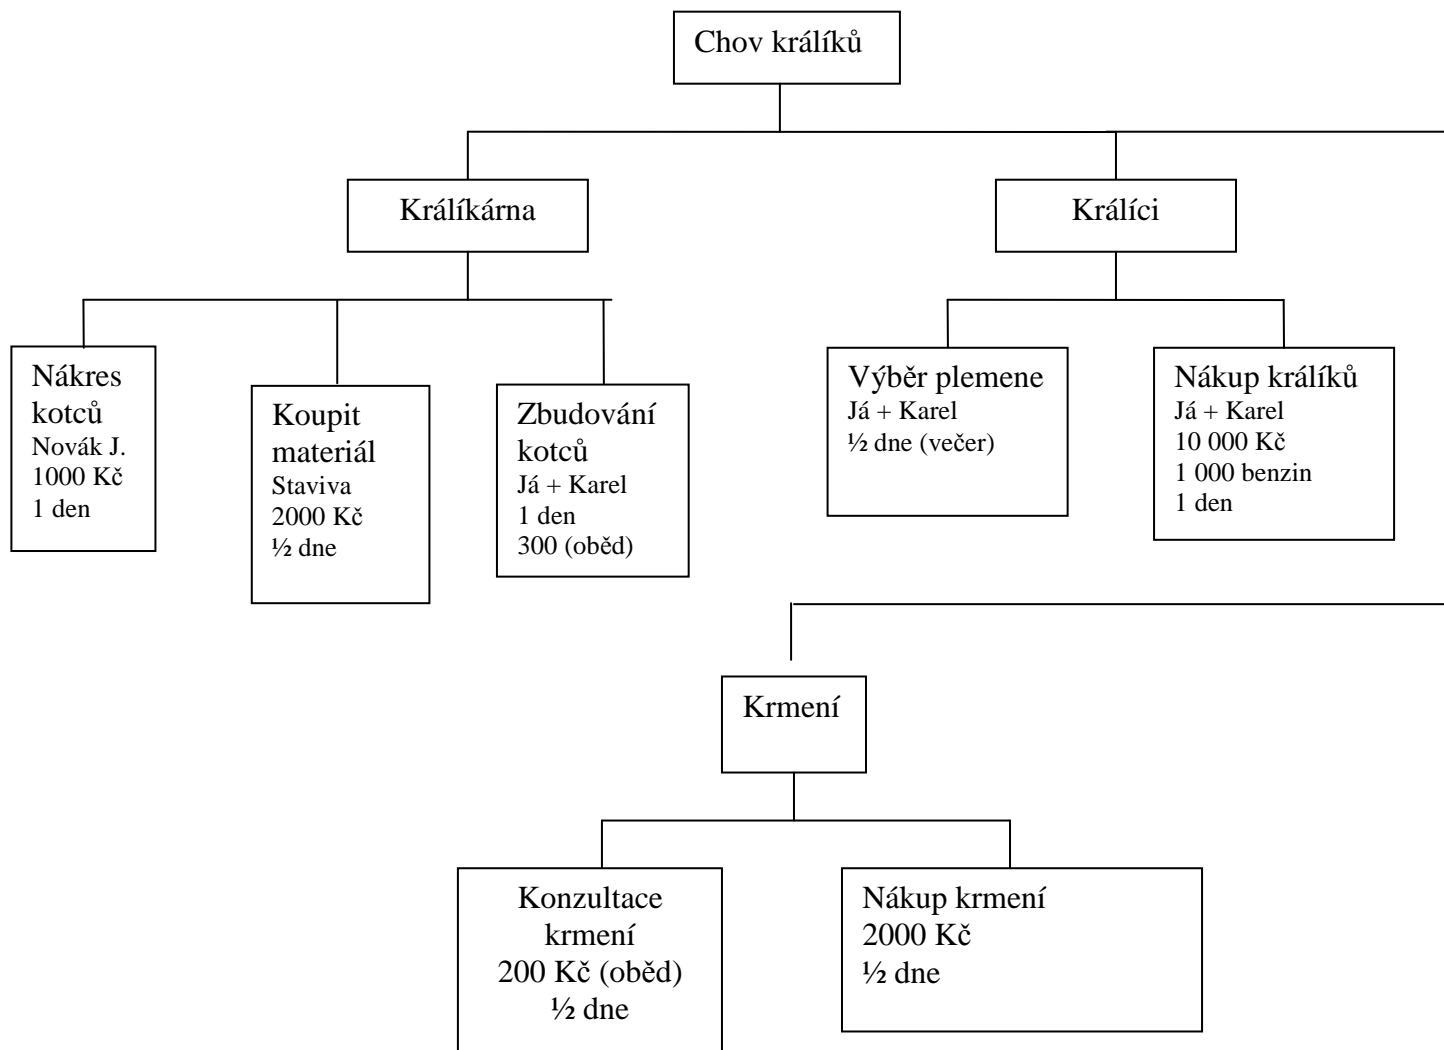 Chov králíků
Králíkárna
Králíci
Nákres
kotců
Novák J.
1000 Kč
1 den
Koupit
materiál
Staviva
2000 Kč
½ dne
Zbudování
kotců
Já + Karel
1 den
300 (oběd)
Výběr plemene
Já + Karel
½ dne (večer)
Nákup králíků
Já + Karel
10 000 Kč
1 000 benzin
1 den
Krmení
Konzultace
krmení
200 Kč (oběd)
½ dne
Nákup krmení
2000 Kč
½ dne